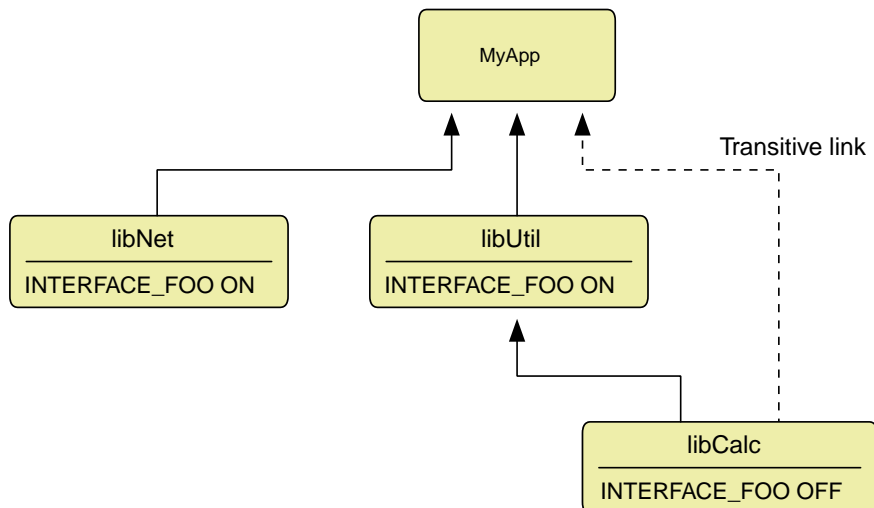 MyApp
Transitive link
libNet
INTERFACE_FOO ON
libUtil
INTERFACE_FOO ON
libCalc
INTERFACE_FOO OFF